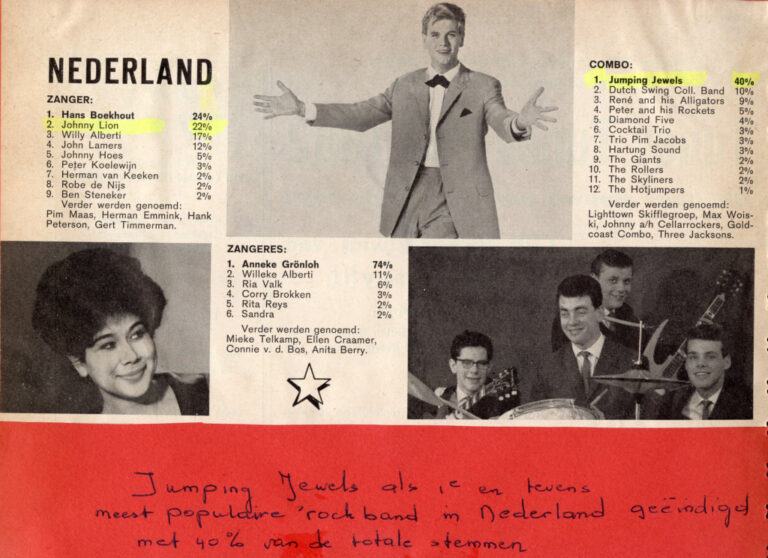 NEDERLAND
ZANGER:
1. Hans Boekhout 24%
2. Johnny Lion 22%
3. Willy Alberti 17%
4. John Lamers 12%
5. Johnny Hoes 5%
6. Peter Koelewijn 3%
7. Herman van Keeken 2%
8. Robe de Nijs 2%
9. Ben Steneker 2%
Verder werden genoemd:
Pim Maas, Herman Emmink, Hank
Peterson, Gert Timmerman.
ZANGERES:
1. Anneke Grönloh 74%
2. Willeke Alberti 11%
3. Ria Valk 6%
4. Corry Brokken 3%
5. Rita Reys 2%
6. Sandra 2%
Verder werden genoemd:
Mieke Telkamp, Ellen Craamer,
Connie v. d. Bos, Anita Berry.
COMBO:
1. Jumping Jewels 40%
2. Dutch Swing Coll. Band 10%
3. René and his Alligators 9%
4. Peter and his Rockets 5%
5. Diamond Five 4%
6. Cocktail Trio 3%
7. Trio Pim Jacobs 3%
8. Hartung Sound 3%
9. The Giants 2%
10. The Rollers 2%
11. The Skyliners 2%
12. The Hotjumpers 1%
Verder werden genoemd:
Lighttown Skifflegroep, Max Wois-
ki, Johnny a/h Cellarrockers, Gold-
coast Combo, Three Jacksons.
Jumping Jewels als 1e en tevens
meest populaire 'rockband in Nederland geëindigd
met 40% van de totale stemmen